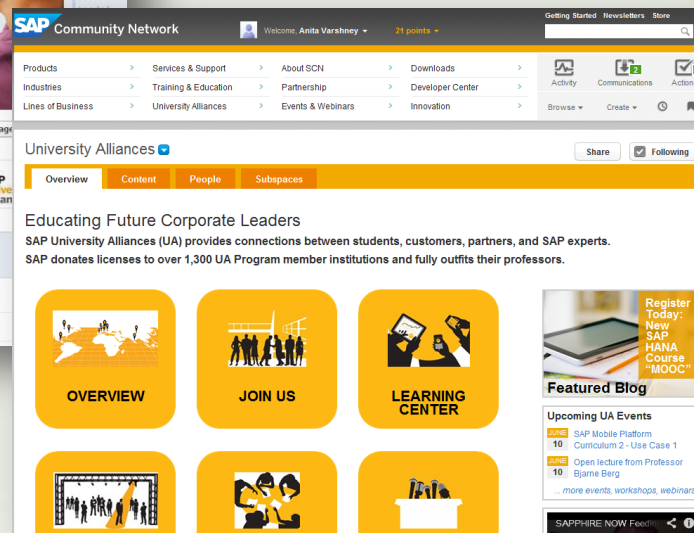 Getting Started Newsletters Store
SAP Community Network
Welcome, Anita Varshney
21 points
Products > Services & Support > About SCN > Downloads >
Industries > Training & Education > Partnership > Developer Center >
Lines of Business > University Alliances > Events & Webinars > Innovation >
Activity Communications 2 Action
Browse Create
University Alliances
Share Following
Overview Content People Subspaces
Educating Future Corporate Leaders
SAP University Alliances (UA) provides connections between students, customers, partners, and SAP experts.
SAP donates licenses to over 1,300 UA Program member institutions and fully outfits their professors.
OVERVIEW
JOIN US
LEARNING
CENTER
Register
Today:
New
SAP
HANA
Course
“MOOC”
Featured Blog
Upcoming UA Events
JUNE
10
SAP Mobile Platform
Curriculum 2 - Use Case 1
JUNE
10
Open lecture from Professor
Bjarne Berg
... more events, workshops, webinars
SAPPHIRE NOW Feedin